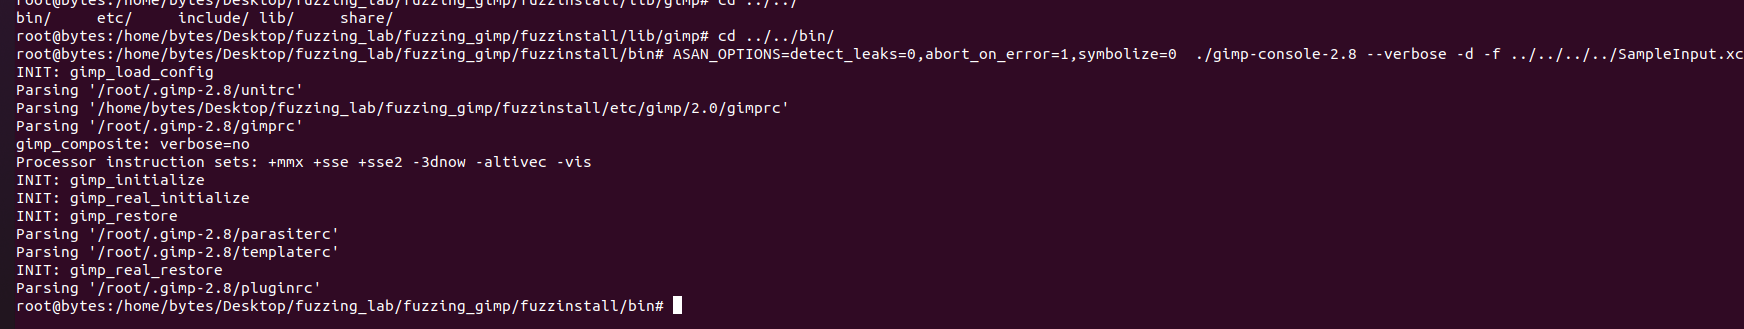 root@bytes:/home/bytes/Desktop/fuzzing_lab/fuzzing_gimp/fuzzinstall/lib/gimp# cd ../../
bin/     etc/     include/ lib/     share/
root@bytes:/home/bytes/Desktop/fuzzing_lab/fuzzing_gimp/fuzzinstall/lib/gimp# cd ../../bin/
root@bytes:/home/bytes/Desktop/fuzzing_lab/fuzzing_gimp/fuzzinstall/bin# ASAN_OPTIONS=detect_leaks=0,abort_on_error=1,symbolize=0  ./gimp-console-2.8 --verbose -d -f ../../../../SampleInput.xc
INIT: gimp_load_config
Parsing '/root/.gimp-2.8/unitrc'
Parsing '/home/bytes/Desktop/fuzzing_lab/fuzzing_gimp/fuzzinstall/etc/gimp/2.0/gimprc'
Parsing '/root/.gimp-2.8/gimprc'
gimp_composite: verbose=no
Processor instruction sets: +mmx +sse +sse2 -3dnow -altivec -vis
INIT: gimp_initialize
INIT: gimp_real_initialize
INIT: gimp_restore
Parsing '/root/.gimp-2.8/parasiterc'
Parsing '/root/.gimp-2.8/templaterc'
INIT: gimp_real_restore
Parsing '/root/.gimp-2.8/pluginrc'
root@bytes:/home/bytes/Desktop/fuzzing_lab/fuzzing_gimp/fuzzinstall/bin#